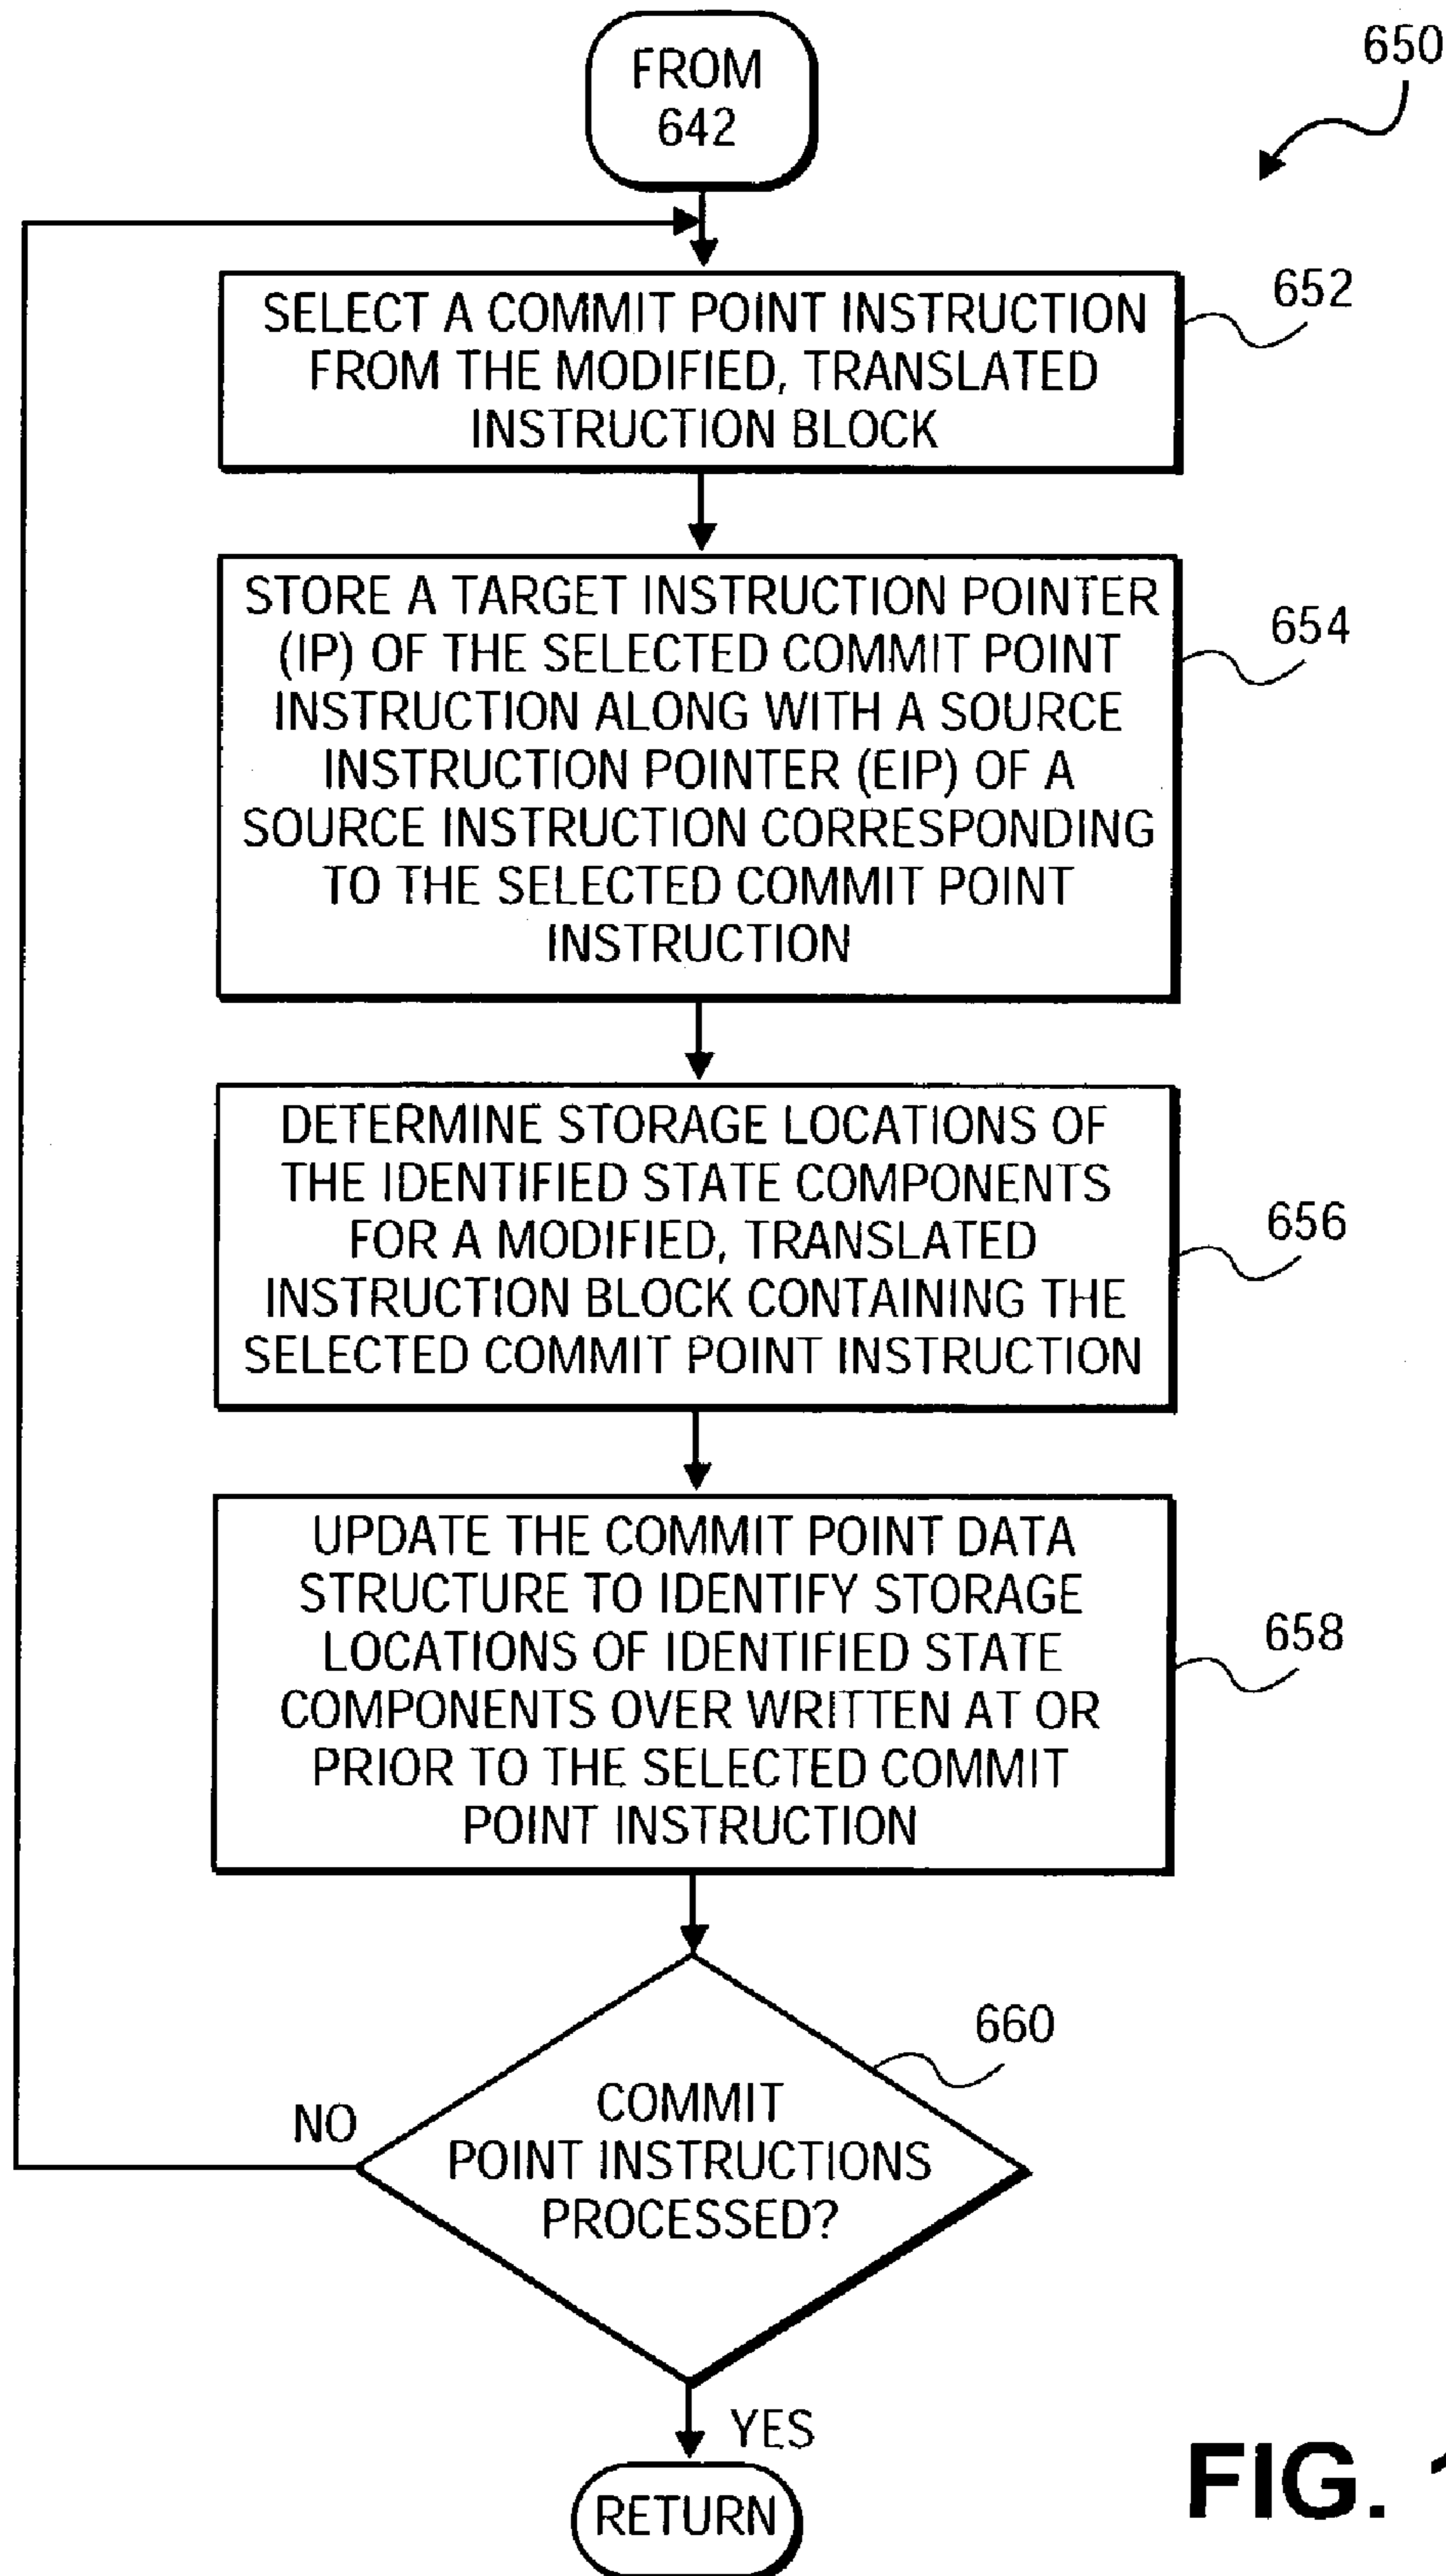 FROM
642
650
SELECT A COMMIT POINT INSTRUCTION
FROM THE MODIFIED, TRANSLATED
INSTRUCTION BLOCK
652
STORE A TARGET INSTRUCTION POINTER
(IP) OF THE SELECTED COMMIT POINT
INSTRUCTION ALONG WITH A SOURCE
INSTRUCTION POINTER (EIP) OF A
SOURCE INSTRUCTION CORRESPONDING
TO THE SELECTED COMMIT POINT
INSTRUCTION
654
DETERMINE STORAGE LOCATIONS OF
THE IDENTIFIED STATE COMPONENTS
FOR A MODIFIED, TRANSLATED
INSTRUCTION BLOCK CONTAINING THE
SELECTED COMMIT POINT INSTRUCTION
656
UPDATE THE COMMIT POINT DATA
STRUCTURE TO IDENTIFY STORAGE
LOCATIONS OF IDENTIFIED STATE
COMPONENTS OVER WRITTEN AT OR
PRIOR TO THE SELECTED COMMIT
POINT INSTRUCTION
658
660
COMMIT
POINT INSTRUCTIONS
PROCESSED?
NO
YES
RETURN
FIG.